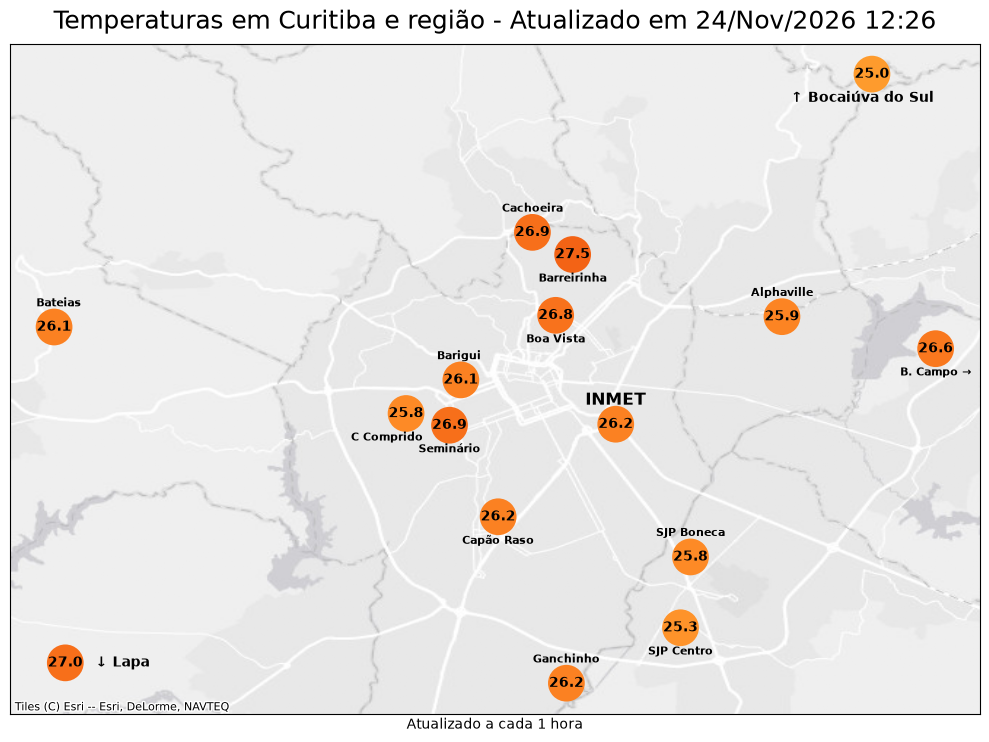 Temperaturas em Curitiba e região - Atualizado em 24/Nov/2026 12:26
25.0
↑ Bocaiúva do Sul
Cachoeira
26.9
27.5
Barreirinha
Bateias
26.1
26.8
Boa Vista
Alphaville
25.9
26.6
B. Campo →
Barigui
26.1
25.8
C Comprido
26.9
Seminário
INMET
26.2
26.2
Capão Raso
SJP Boneca
25.8
25.3
SJP Centro
27.0 ↓ Lapa
Ganchinho
26.2
Tiles (C) Esri -- Esri, DeLorme, NAVTEQ
Atualizado a cada 1 hora